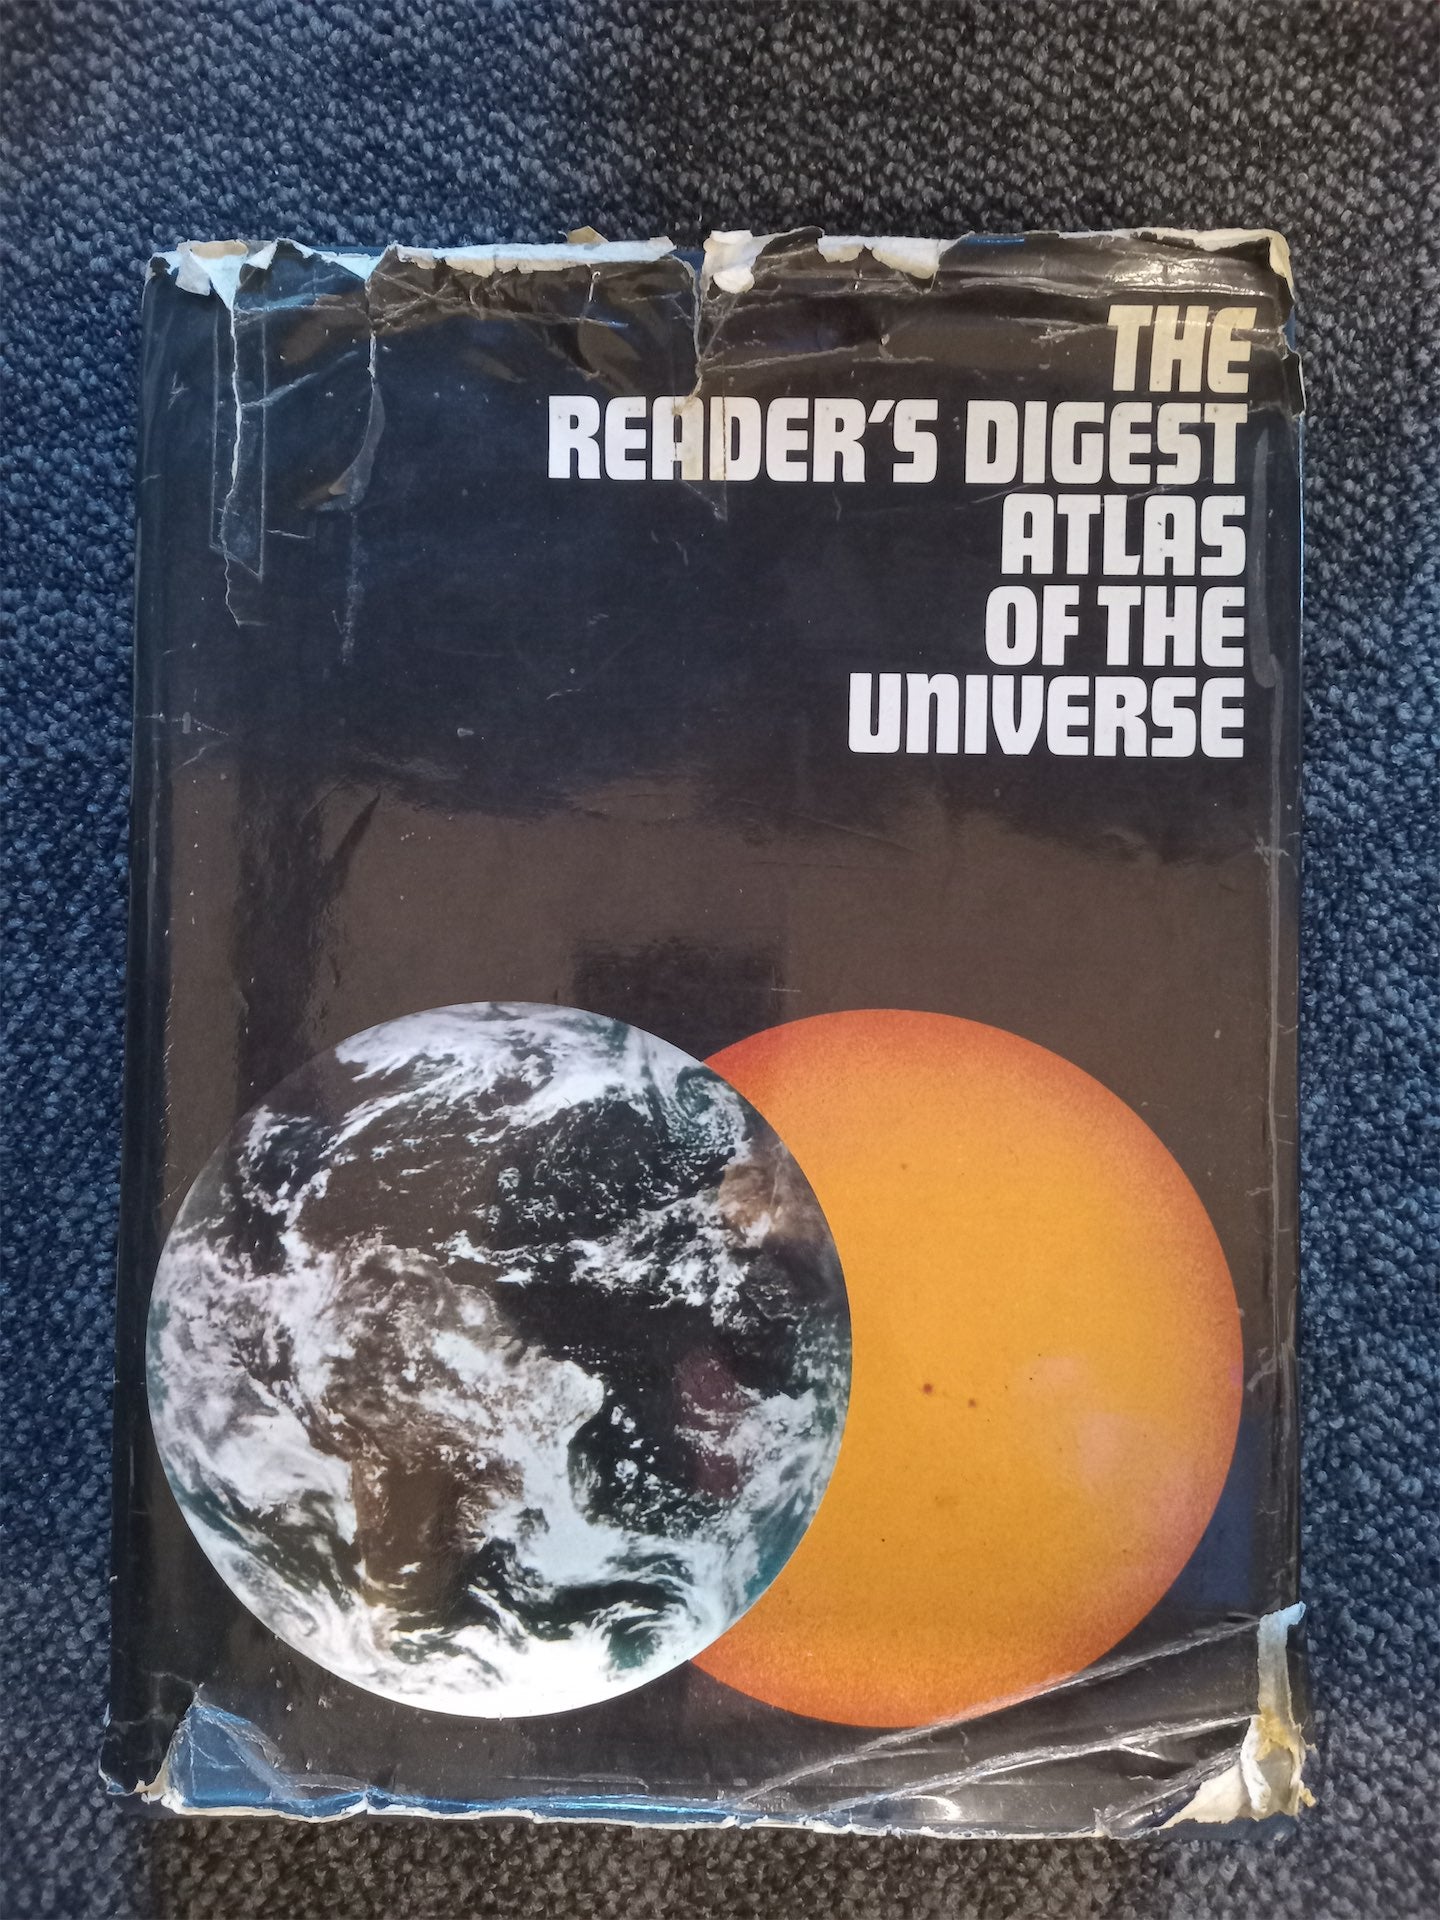 THE
READER'S DIGEST
ATLAS
OF THE
UNIVERSE